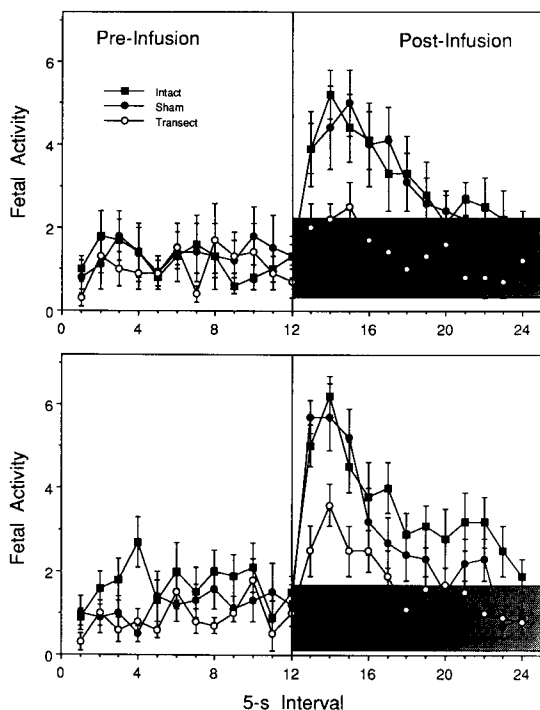 Pre-Infusion
Post-Infusion
Intact
Sham
Transect
Fetal Activity
6
4
2
0
0
4
8
12
16
20
24
Fetal Activity
6
4
2
0
0
4
8
12
16
20
24
5-s Interval